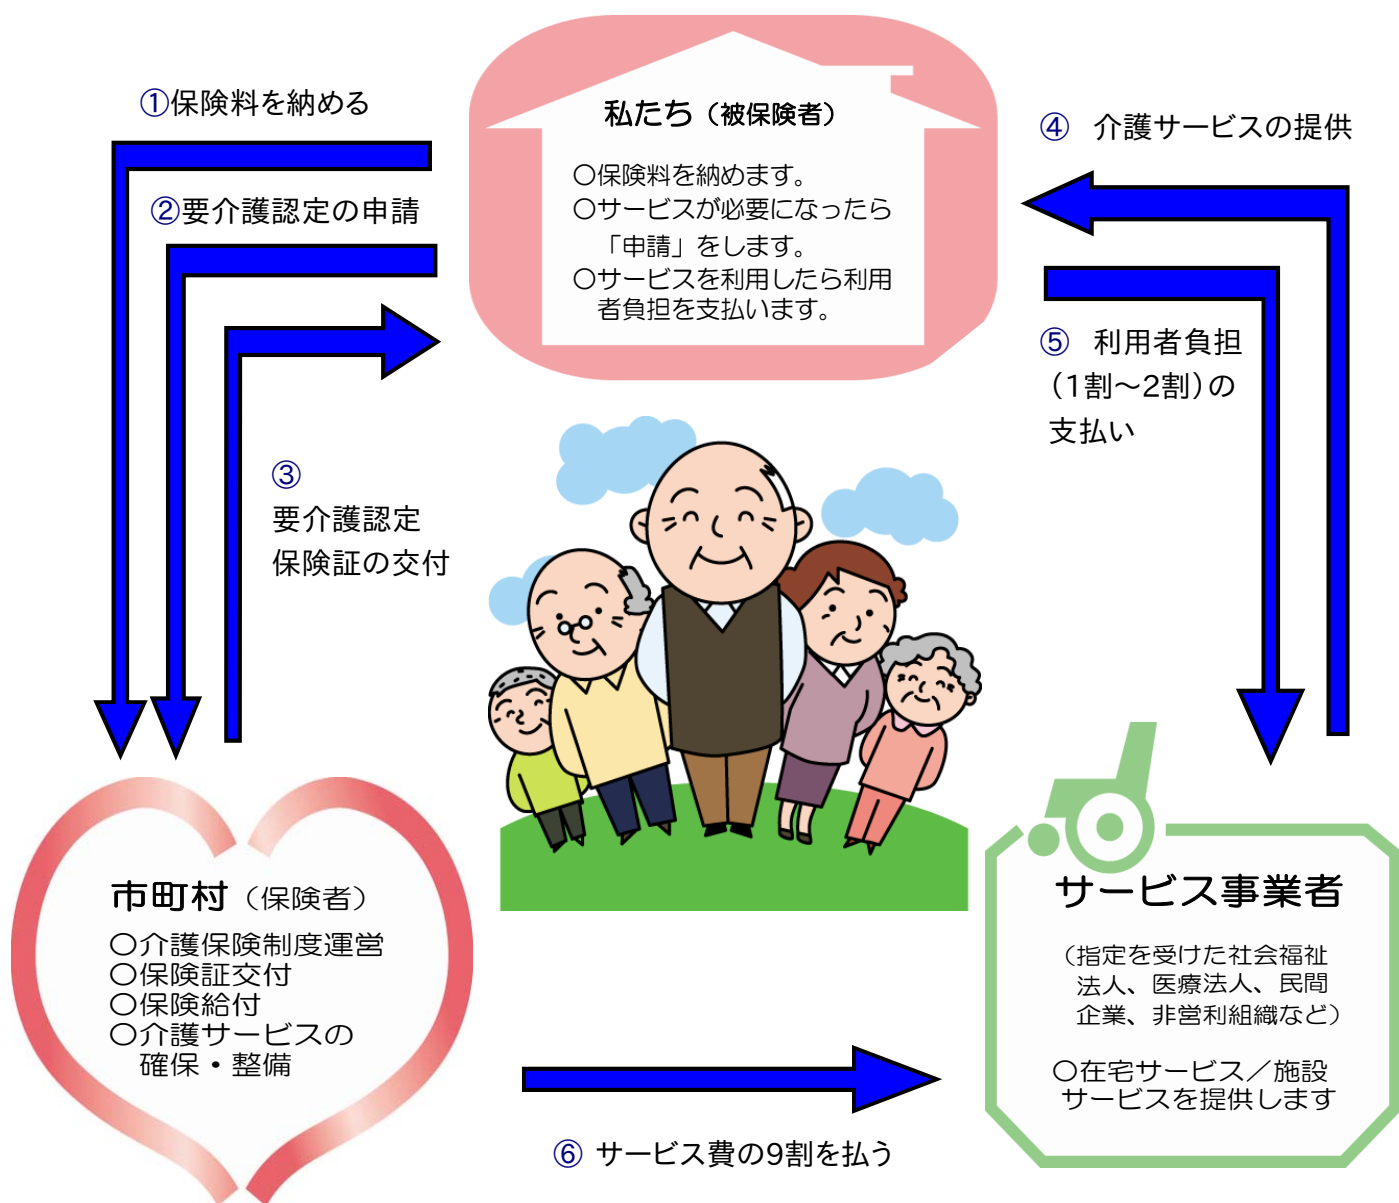 ①保険料を納める
②要介護認定の申請
③
要介護認定
保険証の交付
私たち（被保険者）
○保険料を納めます。
○サービスが必要になったら
「申請」をします。
○サービスを利用したら利用
者負担を支払います。
④ 介護サービスの提供
⑤ 利用者負担
（1割～2割）の
支払い
市町村（保険者）
○介護保険制度運営
○保険証交付
○保険給付
○介護サービスの
確保・整備
サービス事業者
（指定を受けた社会福祉
法人、医療法人、民間
企業、非営利組織など）
○在宅サービス／施設
サービスを提供します
⑥ サービス費の9割を払う